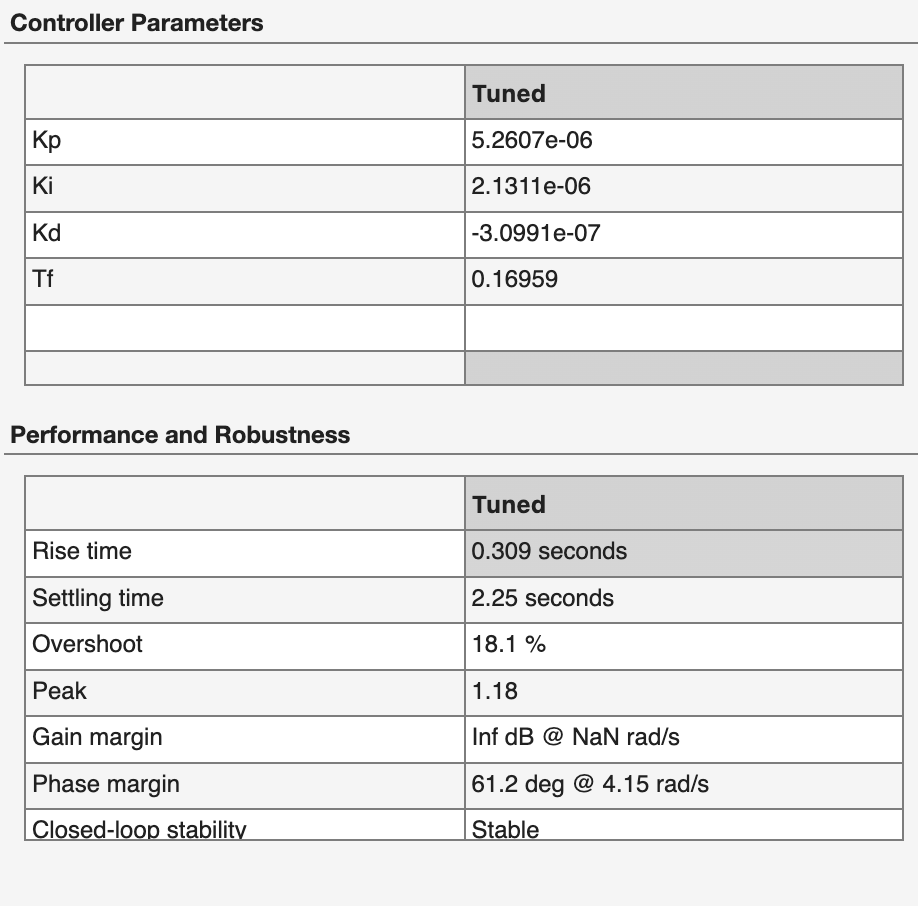 Controller Parameters
Tuned
Kp 5.2607e-06
Ki 2.1311e-06
Kd -3.0991e-07
Tf 0.16959
Performance and Robustness
Tuned
Rise time 0.309 seconds
Settling time 2.25 seconds
Overshoot 18.1 %
Peak 1.18
Gain margin Inf dB @ NaN rad/s
Phase margin 61.2 deg @ 4.15 rad/s
Closed-loop stability Stable